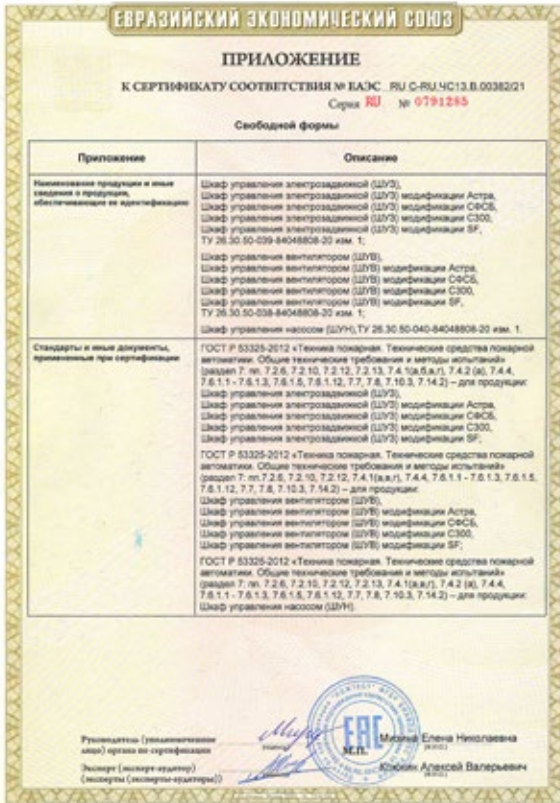 ЕВРАЗИЙСКИЙ ЭКОНОМИЧЕСКИЙ СОЮЗ
ПРИЛОЖЕНИЕ
К СЕРТИФИКАТУ СООТВЕТСТВИЯ № ЕАЭС RU C-RU.ЧС13.В.00382/21
Серия RU № 0791285
Свободной формы
Приложение
Описание
Наименование продукции и иные
сведения о продукции,
обеспечивающие ее идентификацию
Шкаф управления электрозадвижкой (ШУЗ),
Шкаф управления электрозадвижкой (ШУЗ) модификации Астра,
Шкаф управления электрозадвижкой (ШУЗ) модификации СФСБ,
Шкаф управления электрозадвижкой (ШУЗ) модификации С300,
Шкаф управления электрозадвижкой (ШУЗ) модификации SF,
ТУ 26.30.50-039-84048808-20 изм. 1;
Шкаф управления вентилятором (ШУВ),
Шкаф управления вентилятором (ШУВ) модификации Астра,
Шкаф управления вентилятором (ШУВ) модификации СФСБ,
Шкаф управления вентилятором (ШУВ) модификации С300,
Шкаф управления вентилятором (ШУВ) модификации SF,
ТУ 26.30.50-038-84048808-20 изм. 1;
Шкаф управления насосом (ШУН), ТУ 26.30.50-040-84048808-20 изм. 1.
Стандарты и иные документы,
примененные при сертификации
ГОСТ Р 53325-2012 «Техника пожарная. Технические средства пожарной
автоматики. Общие технические требования и методы испытаний»
(раздел 7: пп. 7.2.6, 7.2.10, 7.2.12, 7.2.13, 7.4.1(а,б,в,г), 7.4.2 (а), 7.4.4,
7.6.1.1 - 7.6.1.3, 7.6.1.5, 7.6.1.12, 7.7, 7.8, 7.10.3, 7.14.2) – для продукции:
Шкаф управления электрозадвижкой (ШУЗ),
Шкаф управления электрозадвижкой (ШУЗ) модификации Астра,
Шкаф управления электрозадвижкой (ШУЗ) модификации СФСБ,
Шкаф управления электрозадвижкой (ШУЗ) модификации С300,
Шкаф управления электрозадвижкой (ШУЗ) модификации SF;
ГОСТ Р 53325-2012 «Техника пожарная. Технические средства пожарной
автоматики. Общие технические требования и методы испытаний»
(раздел 7: пп.7.2.6, 7.2.10, 7.2.12, 7.2.13, 7.4.1(а,в,г), 7.4.4, 7.6.1.1 - 7.6.1.3, 7.6.1.5,
7.6.1.12, 7.7, 7.8, 7.10.3, 7.14.2) – для продукции:
Шкаф управления вентилятором (ШУВ),
Шкаф управления вентилятором (ШУВ) модификации Астра,
Шкаф управления вентилятором (ШУВ) модификации СФСБ,
Шкаф управления вентилятором (ШУВ) модификации С300,
Шкаф управления вентилятором (ШУВ) модификации SF;
ГОСТ Р 53325-2012 «Техника пожарная. Технические средства пожарной
автоматики. Общие технические требования и методы испытаний»
(раздел 7: пп. 7.2.6, 7.2.10, 7.2.12, 7.2.13, 7.4.1(а,в,г), 7.4.2 (а), 7.4.4,
7.6.1.1 - 7.6.1.3, 7.6.1.5, 7.6.1.12, 7.7, 7.8, 7.10.3, 7.14.2) – для продукции:
Шкаф управления насосом (ШУН).
Руководитель (уполномоченное
лицо) органа по сертификации
М.П.
Елена Николаевна
Эксперт (эксперт-аудитор)
(эксперты (эксперты-аудиторы))
Алексей Валерьевич
ЕАС